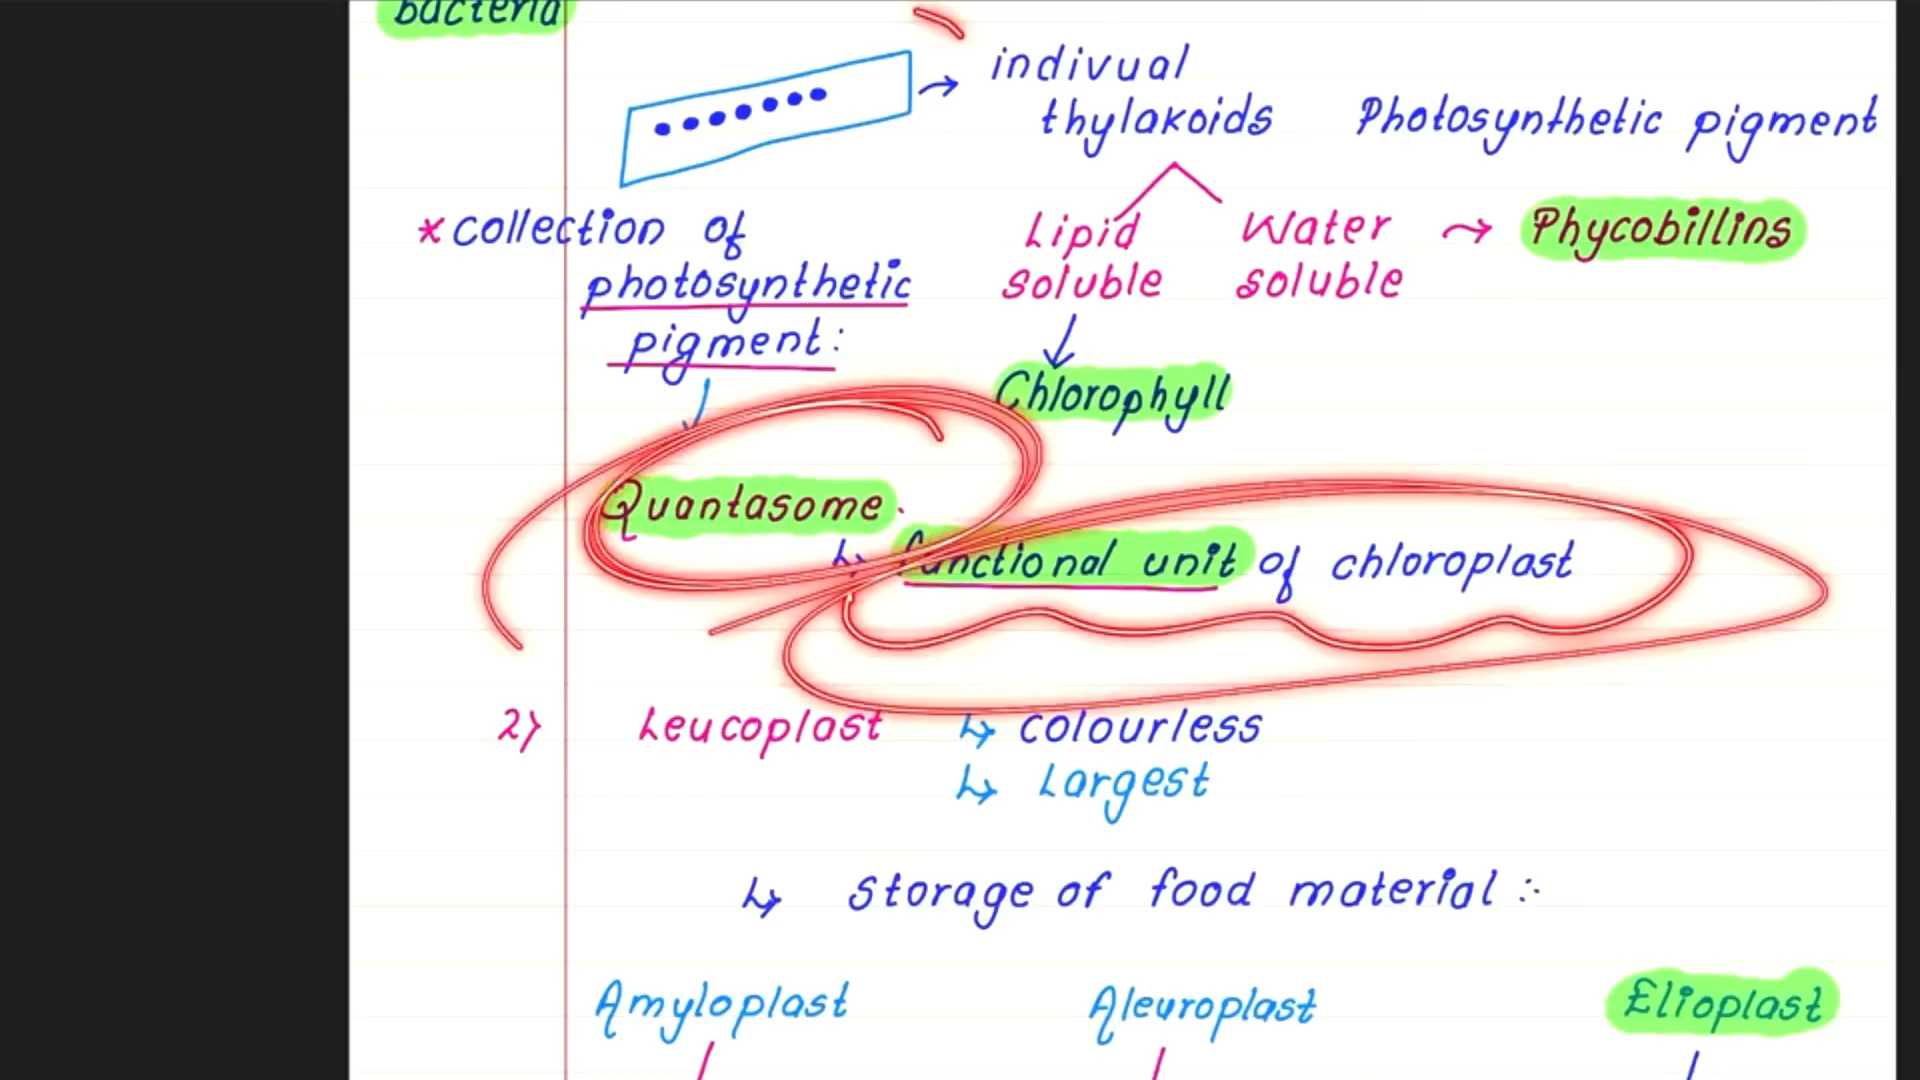 bacteria
indivual
thylakoids Photosynthetic pigment
* collection of Lipid Water → Phycobillins
photosynthetic soluble soluble
pigment:
Chlorophyll
Quantasome.
↳ functional unit of chloroplast
2) Leucoplast ↳ colourless
↳ Largest
↳ storage of food material :-
Amyloplast Aleuroplast Elioplast